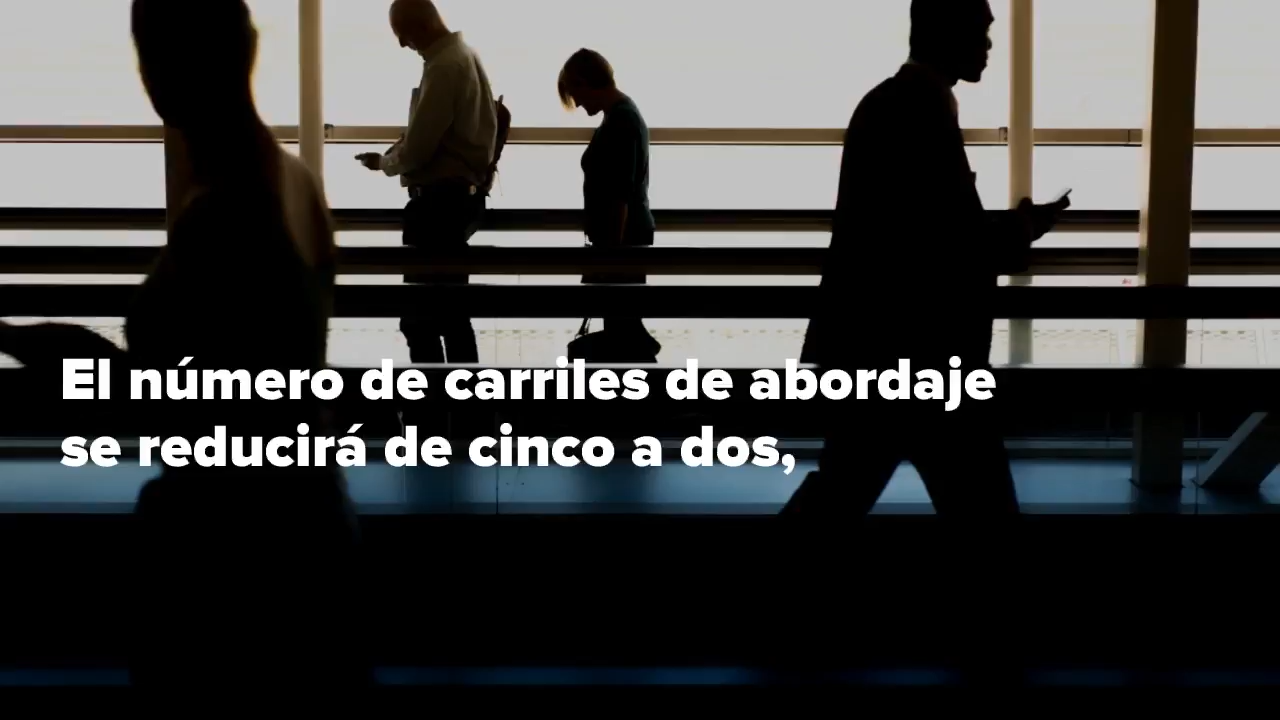 El número de carriles de abordaje
se reducirá de cinco a dos,